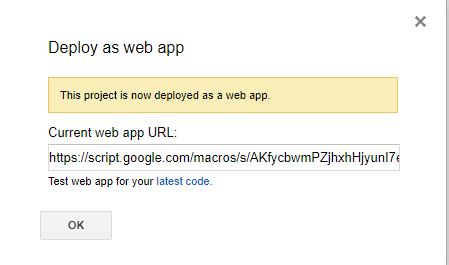 Deploy as web app
This project is now deployed as a web app.
Current web app URL:
https://script.google.com/macros/s/AKfycbwmPZjhxhHjyunl7e
Test web app for your latest code.
OK